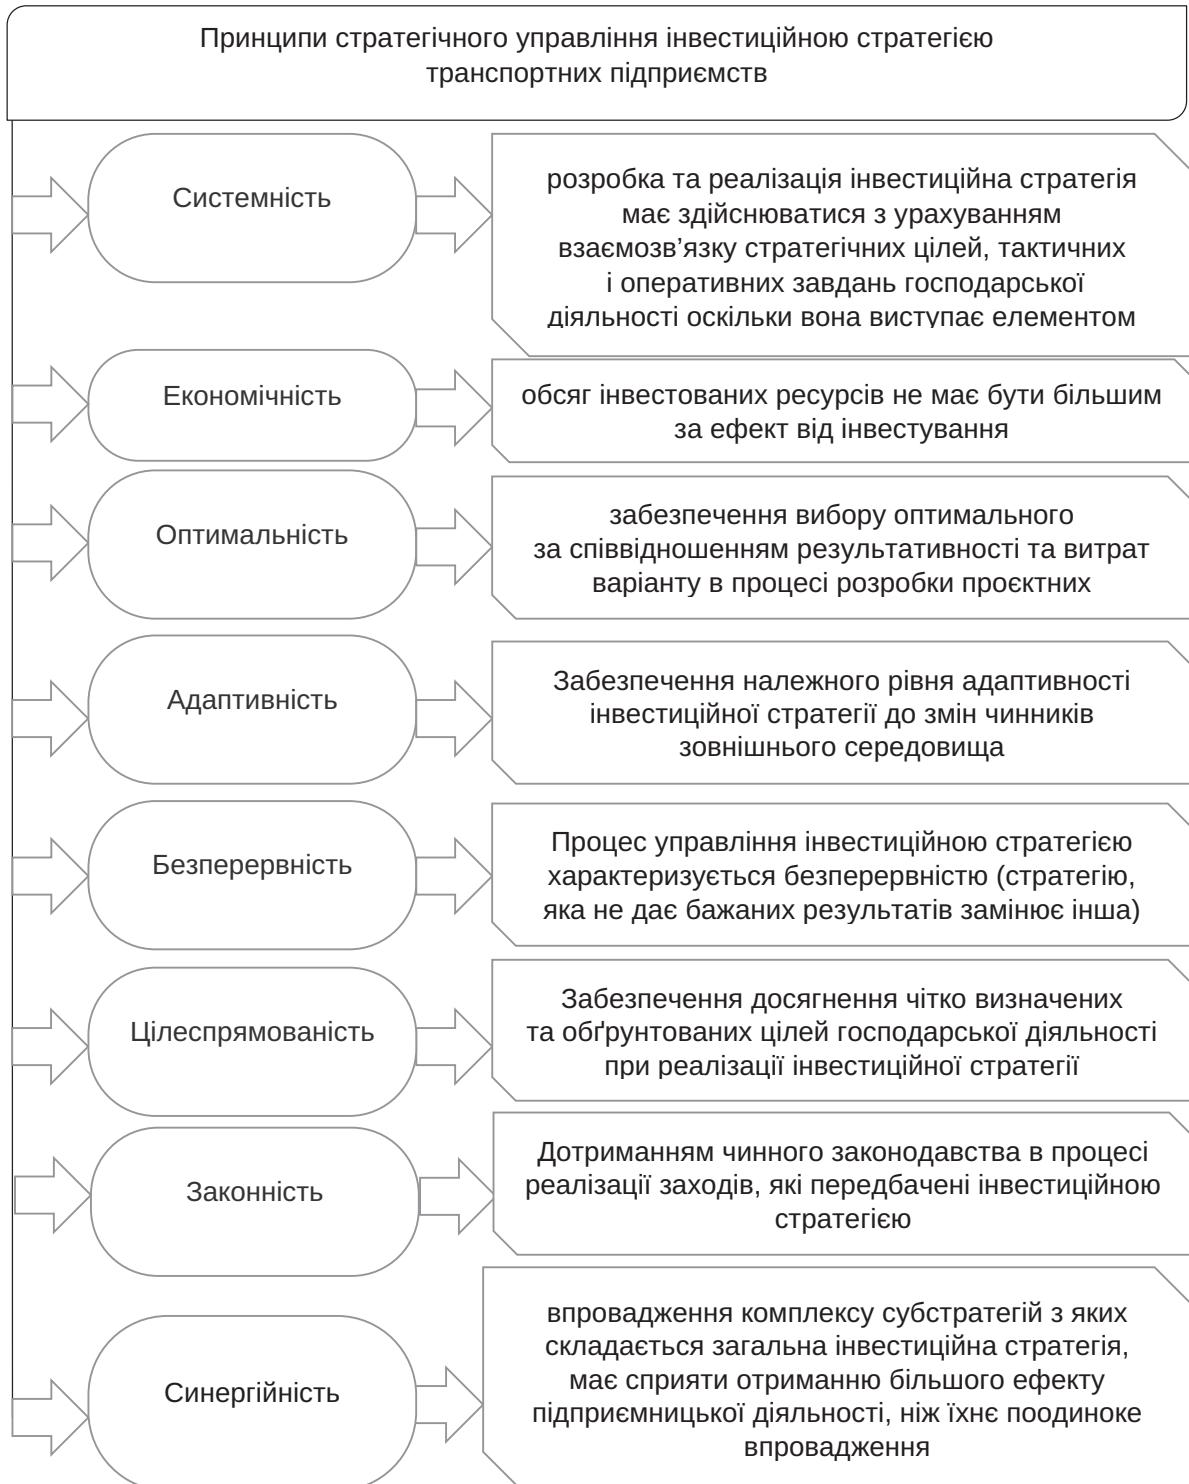 Принципи стратегічного управління інвестиційною стратегією
транспортних підприємств
Системність
розробка та реалізація інвестиційна стратегія
має здійснюватися з урахуванням
взаємозв’язку стратегічних цілей, тактичних
і оперативних завдань господарської
діяльності оскільки вона виступає елементом
Економічність
обсяг інвестованих ресурсів не має бути більшим
за ефект від інвестування
Оптимальність
забезпечення вибору оптимального
за співвідношенням результативності та витрат
варіанту в процесі розробки проєктних
Адаптивність
Забезпечення належного рівня адаптивності
інвестиційної стратегії до змін чинників
зовнішнього середовища
Безперервність
Процес управління інвестиційною стратегією
характеризується безперервністю (стратегію,
яка не дає бажаних результатів замінює інша)
Цілеспрямованість
Забезпечення досягнення чітко визначених
та обґрунтованих цілей господарської діяльності
при реалізації інвестиційної стратегії
Законність
Дотриманням чинного законодавства в процесі
реалізації заходів, які передбачені інвестиційною
стратегією
Синергійність
впровадження комплексу субстратегій з яких
складається загальна інвестиційна стратегія,
має сприяти отриманню більшого ефекту
підприємницької діяльності, ніж їхнє поодиноке
впровадження